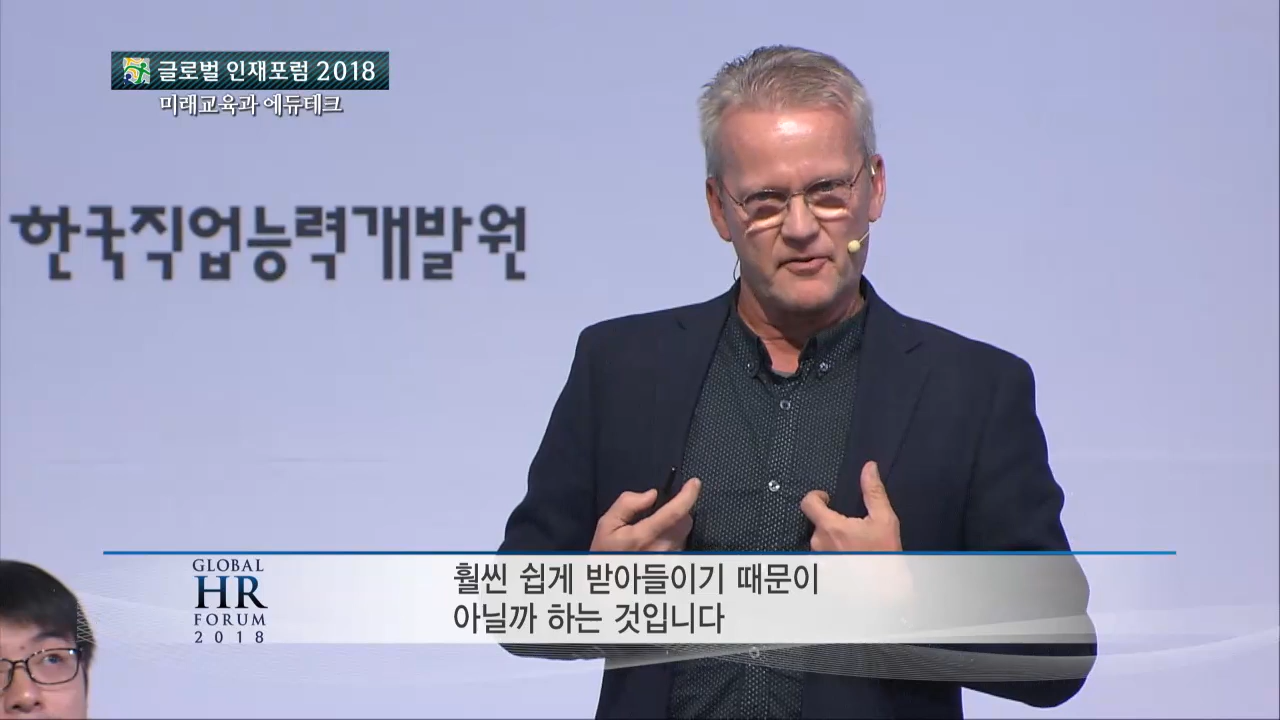 글로벌 인재포럼 2018
미래교육과 에듀테크
한국직업능력개발원
GLOBAL
HR
FORUM
2018
훨씬 쉽게 받아들이기 때문이
아닐까 하는 것입니다